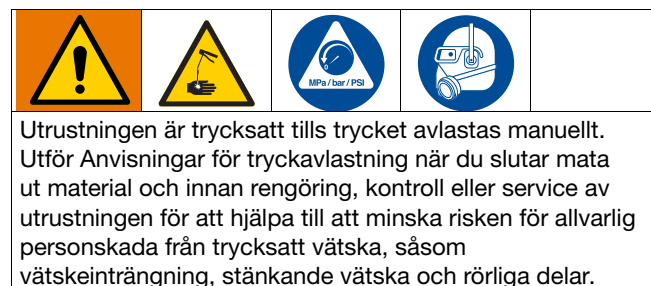 0
MPa / bar / PSI
Utrustningen är trycksatt tills trycket avlastas manuellt.
Utför Anvisningar för tryckavlastning när du slutar mata
ut material och innan rengöring, kontroll eller service av
utrustningen för att hjälpa till att minska risken för allvarlig
personskada från trycksatt vätska, såsom
vätskeinträngning, stänkande vätska och rörliga delar.